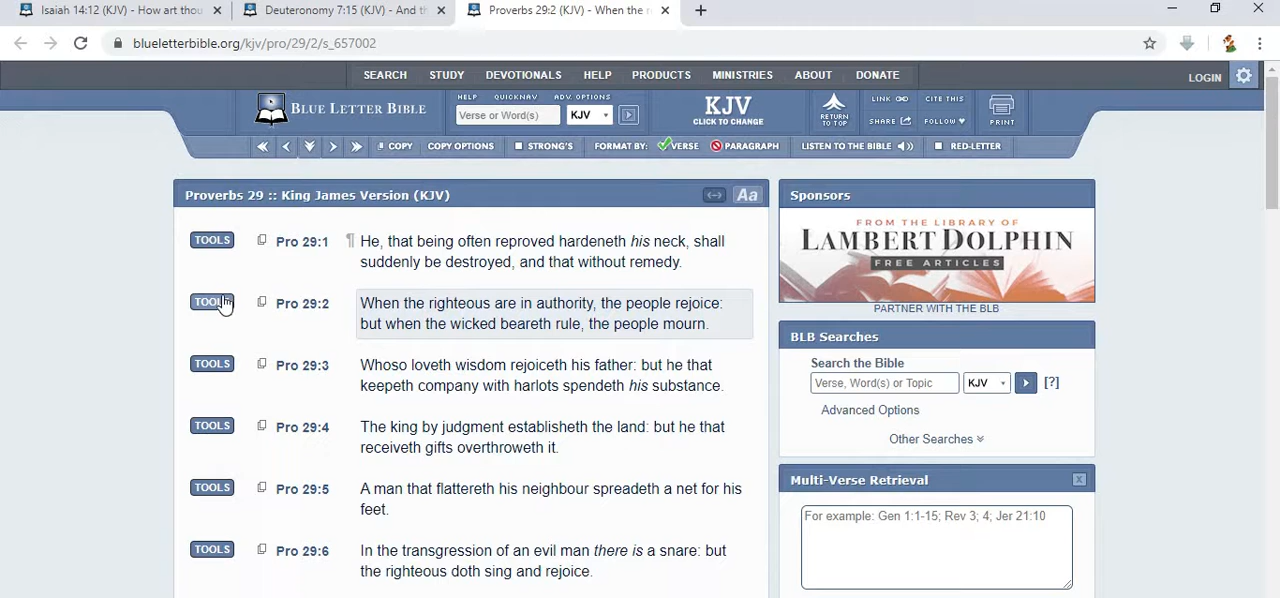 Isaiah 14:12 (KJV) - How art thou
Deuteronomy 7:15 (KJV) - And th
Proverbs 29:2 (KJV) - When the r
blueletterbible.org/kjv/pro/29/2/s_657002
SEARCH STUDY DEVOTIONALS HELP PRODUCTS MINISTRIES ABOUT DONATE
LOGIN
BLUE LETTER BIBLE
HELP QUICKNAV ADV. OPTIONS
Verse or Word(s) KJV
KJV
CLICK TO CHANGE
RETURN
TO TOP
LINK CITE THIS
SHARE FOLLOW
PRINT
COPY COPY OPTIONS STRONG'S FORMAT BY: VERSE PARAGRAPH LISTEN TO THE BIBLE RED-LETTER
Proverbs 29 :: King James Version (KJV)
Aa
TOOLS Pro 29:1 ¶ He, that being often reproved hardeneth his neck, shall
suddenly be destroyed, and that without remedy.
TOOLS Pro 29:2 When the righteous are in authority, the people rejoice:
but when the wicked beareth rule, the people mourn.
TOOLS Pro 29:3 Whoso loveth wisdom rejoiceth his father: but he that
keepeth company with harlots spendeth his substance.
TOOLS Pro 29:4 The king by judgment establisheth the land: but he that
receiveth gifts overthroweth it.
TOOLS Pro 29:5 A man that flattereth his neighbour spreadeth a net for his
feet.
TOOLS Pro 29:6 In the transgression of an evil man there is a snare: but
the righteous doth sing and rejoice.
Sponsors
FROM THE LIBRARY OF
LAMBERT DOLPHIN
FREE ARTICLES
PARTNER WITH THE BLB
BLB Searches
Search the Bible
Verse, Word(s) or Topic KJV [?]
Advanced Options
Other Searches
Multi-Verse Retrieval x
For example: Gen 1:1-15; Rev 3; 4; Jer 21:10